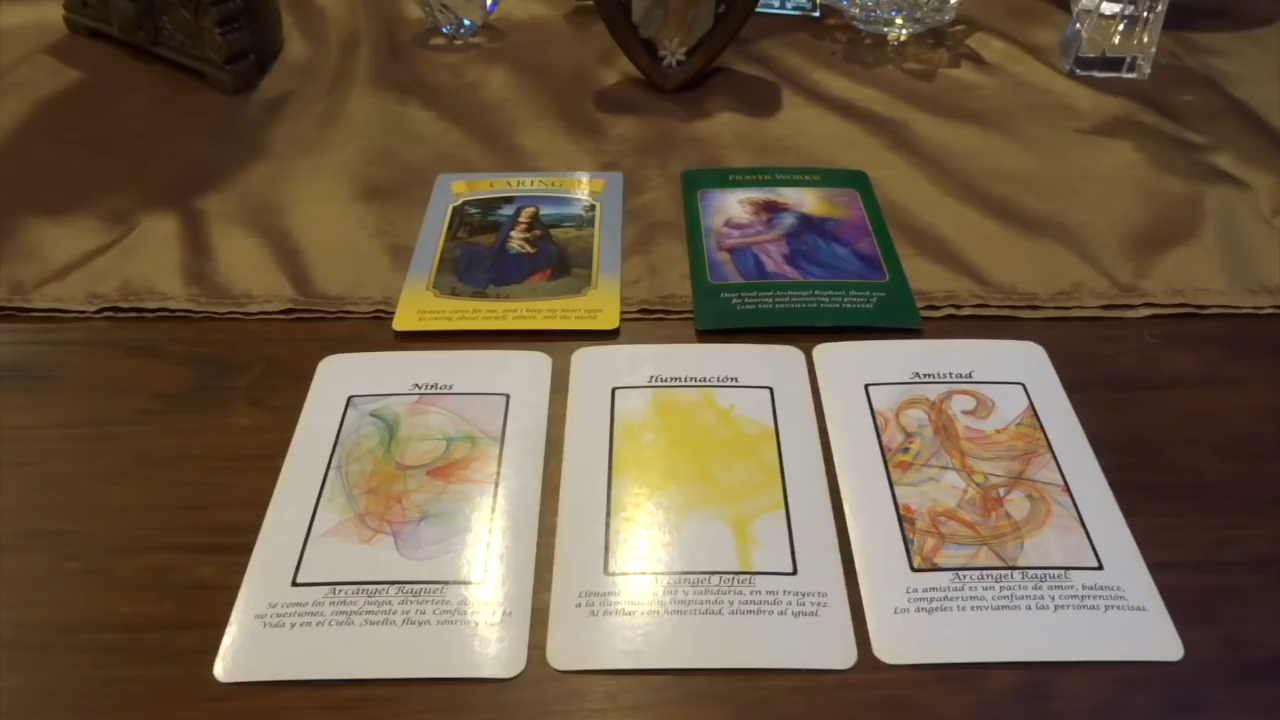 CARING
Heaven cares for me, and I keep my heart open
to caring about myself, others, and the world.
PRAYER WORKS!
Dear God and Archangel Raphael, thank you
for hearing and answering my prayer of
[ADD THE DETAILS OF YOUR PRAYER]
Niños
Arcángel Raguel:
Sé como los niños, juega, diviértete,
no cuestiones, simplemente se tu. Confía en la
Vida y en el Cielo. ¡Suelto, fluyo, sonrío y
Iluminación
Arcángel Jofiel:
Lléname luz y sabiduría, en mi trayecto
a la iluminación, limpiando y sanando a la vez.
Al brillar con honestidad, alumbro al igual.
Amistad
Arcángel Raguel:
La amistad es un pacto de amor, balance,
compañerismo, confianza y comprensión.
Los ángeles te enviamos a las personas precisas.